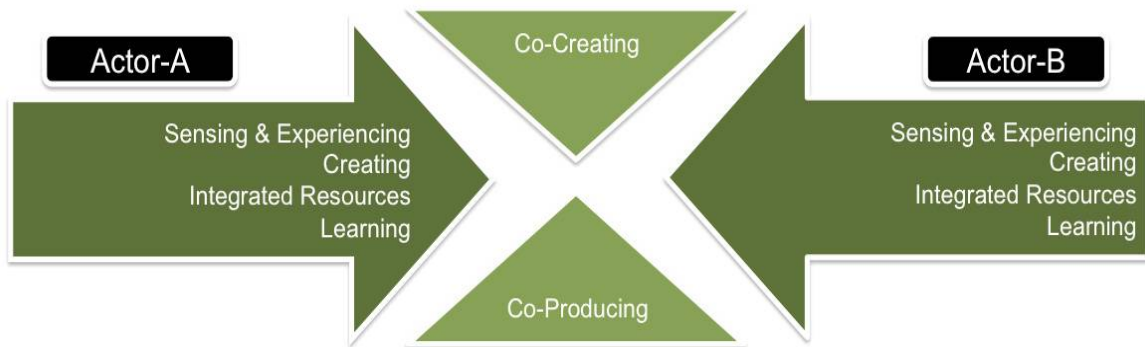 Actor-A
Sensing & Experiencing
Creating
Integrated Resources
Learning
Co-Creating
Co-Producing
Actor-B
Sensing & Experiencing
Creating
Integrated Resources
Learning